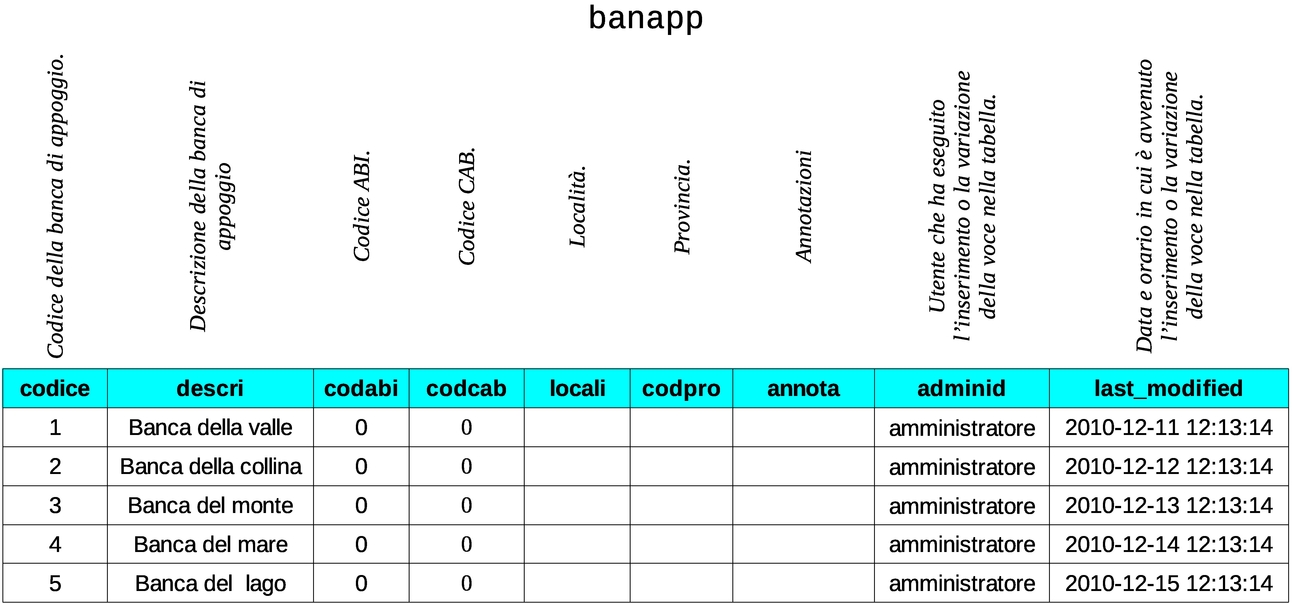 banapp
Codice della banca di appoggio.
Descrizione della banca di
appoggio
Codice ABI.
Codice CAB.
Località.
Provincia.
Annotazioni
Utente che ha eseguito
l'inserimento o la variazione
della voce nella tabella.
Data e orario in cui è avvenuto
l'inserimento o la variazione
della voce nella tabella.
codice descri codabi codcab locali codpro annota adminid last_modified
1 Banca della valle 0 0 amministratore 2010-12-11 12:13:14
2 Banca della collina 0 0 amministratore 2010-12-12 12:13:14
3 Banca del monte 0 0 amministratore 2010-12-13 12:13:14
4 Banca del mare 0 0 amministratore 2010-12-14 12:13:14
5 Banca del  lago 0 0 amministratore 2010-12-15 12:13:14